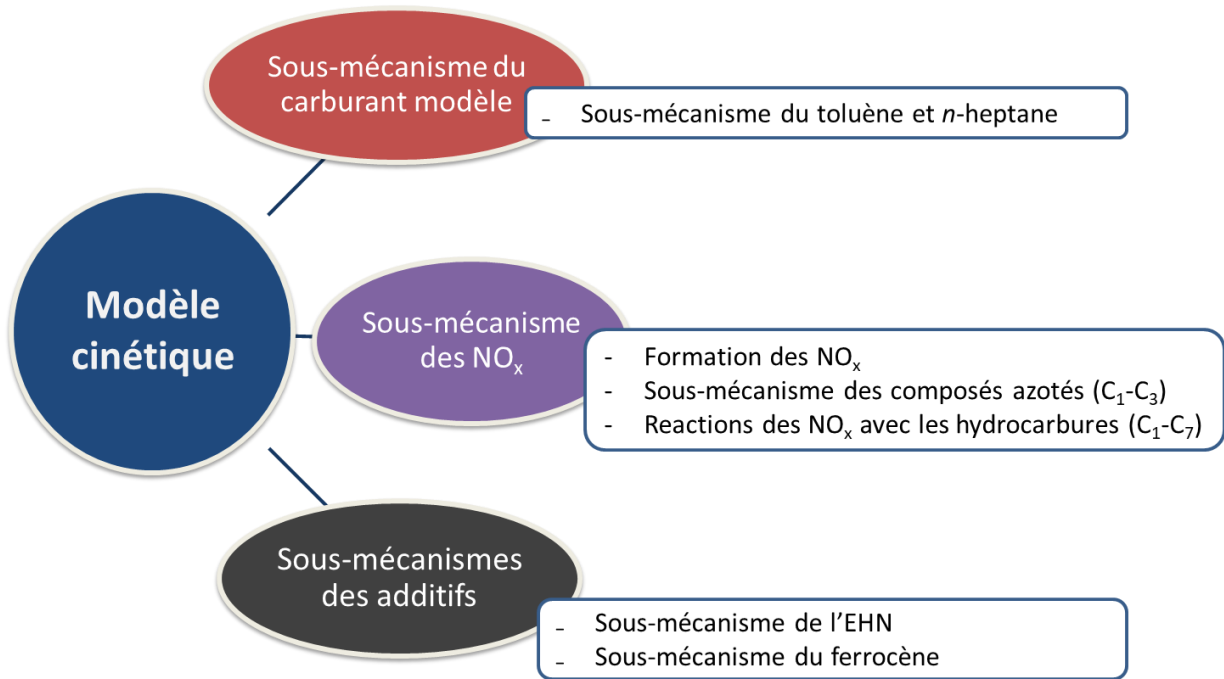 Sous-mécanisme du
carburant modèle
- Sous-mécanisme du toluène et n-heptane
Modèle
cinétique
Sous-mécanisme
des NOx
- Formation des NOx
- Sous-mécanisme des composés azotés (C1-C3)
- Reactions des NOx avec les hydrocarbures (C1-C7)
Sous-mécanismes
des additifs
- Sous-mécanisme de l’EHN
- Sous-mécanisme du ferrocène